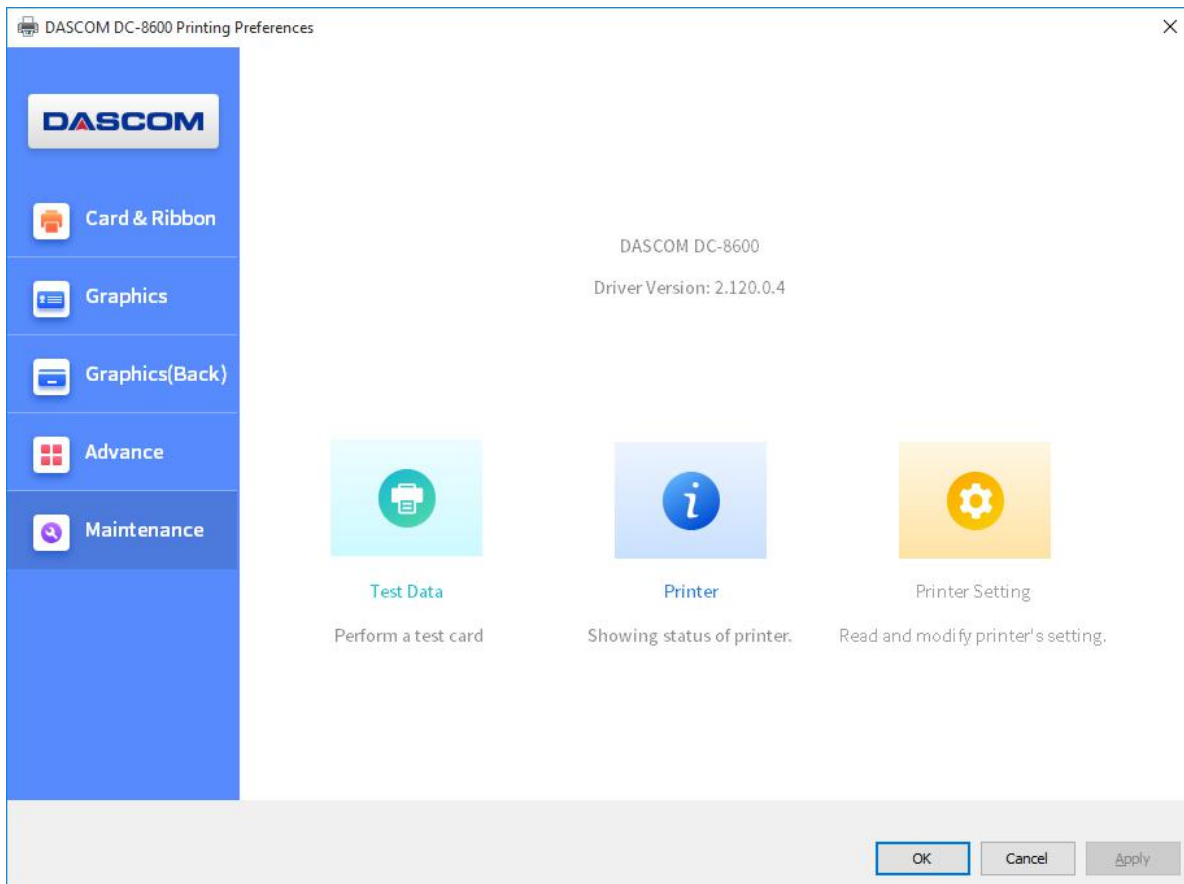 DASCOM DC-8600 Printing Preferences
DASCOM
Card & Ribbon
Graphics
Graphics(Back)
Advance
Maintenance
DASCOM DC-8600
Driver Version: 2.120.0.4
Test Data
Perform a test card
Printer
Showing status of printer.
Printer Setting
Read and modify printer's setting.
OK
Cancel
Apply